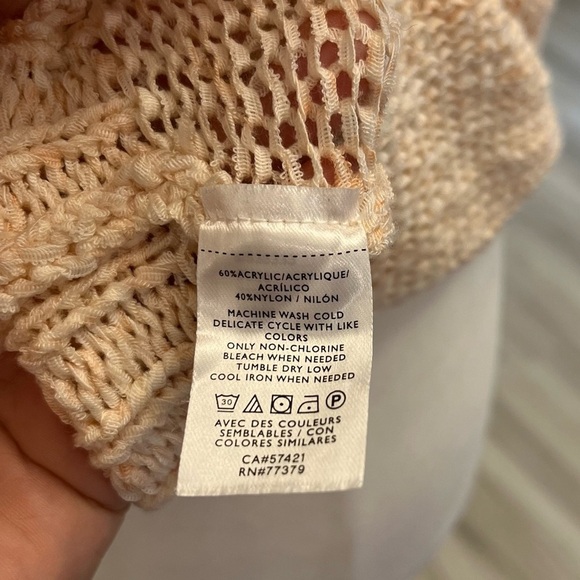 60%ACRYLIC/ACRYLIQUE/
ACRÍLICO
40%NYLON / NILÓN
MACHINE WASH COLD
DELICATE CYCLE WITH LIKE
COLORS
ONLY NON-CHLORINE
BLEACH WHEN NEEDED
TUMBLE DRY LOW
COOL IRON WHEN NEEDED
30 P
AVEC DES COULEURS
SEMBLABLES / CON
COLORES SIMILARES
CA#57421
RN#77379